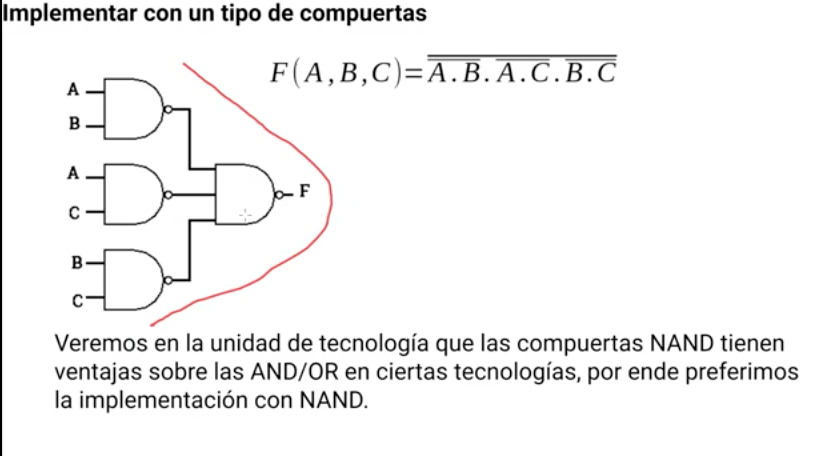 Implementar con un tipo de compuertas
F(A,B,C)=\overline{\overline{A.B}.\overline{A.C}.\overline{B.C}}
A
B
A
C
F
B
C
Veremos en la unidad de tecnología que las compuertas NAND tienen
ventajas sobre las AND/OR en ciertas tecnologías, por ende preferimos
la implementación con NAND.